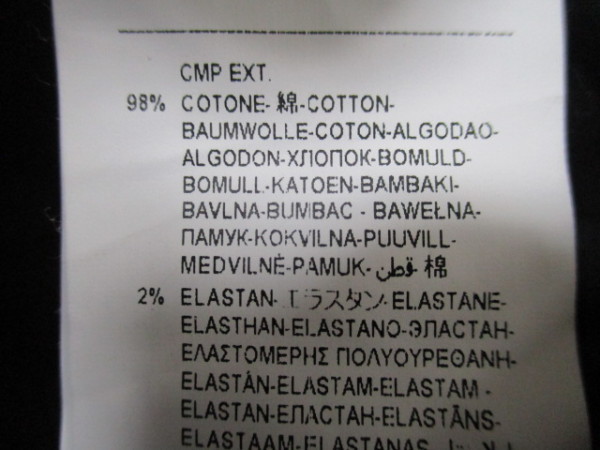 CMP EXT.
98% COTONE- 綿-COTTON-
BAUMWOLLE-COTON-ALGODAO-
ALGODON-ХЛОПОК-BOMULD-
BOMULL-KATOEN-BAMBAKI-
BAVLNA-BUMBAC - BAWEŁNA-
ПАМУК-KOKVILNA-PUUVILL-
MEDVILNĖ-PAMUK- قطن- 棉
2% ELASTAN- エラスタン-ELASTANE-
ELASTHAN-ELASTANO-ЭЛАСТАН-
ΕΛΑΣΤΟΜΕΡΗΣ ΠΟΛΥΟΥΡΕΘΑΝΗ-
ELASTÁN-ELASTAM-ELASTAM -
ELASTAN-ЕЛАСТАН-ELASTĀNS-
ELASTAAM-ELASTANAS